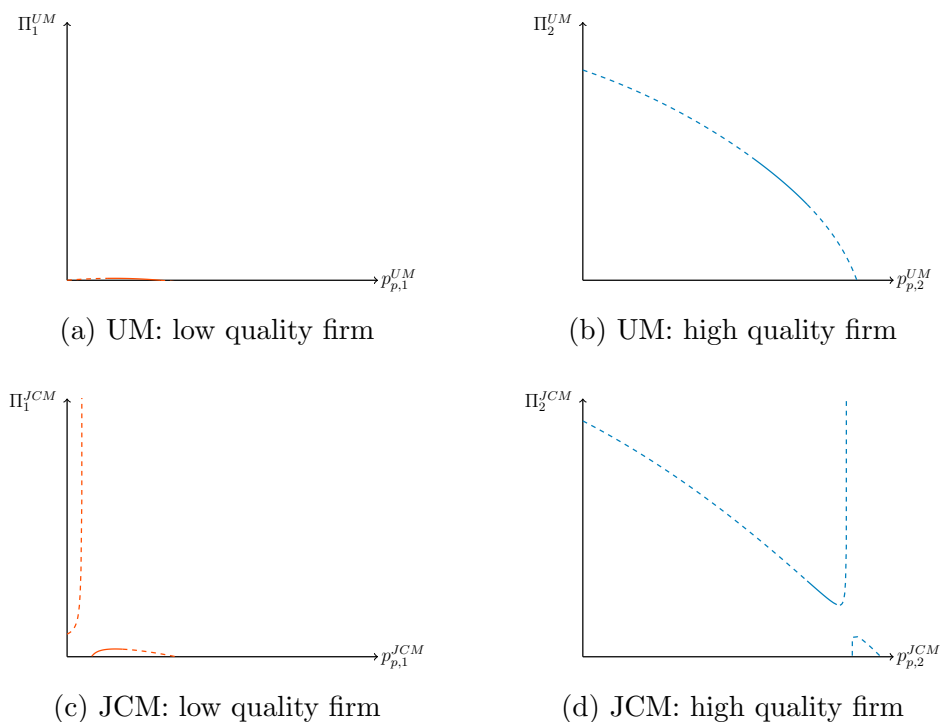 Π_1^{UM}
p_{p,1}^{UM}
(a) UM: low quality firm
Π_2^{UM}
p_{p,2}^{UM}
(b) UM: high quality firm
Π_1^{JCM}
p_{p,1}^{JCM}
(c) JCM: low quality firm
Π_2^{JCM}
p_{p,2}^{JCM}
(d) JCM: high quality firm